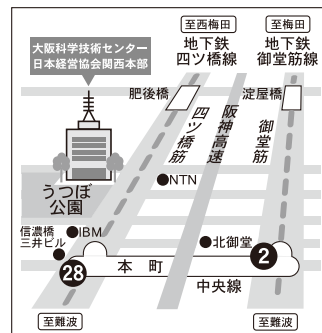 至西梅田
至梅田
大阪科学技術センター
日本経営協会関西本部
地下鉄
四ツ橋線
地下鉄
御堂筋線
肥後橋
淀屋橋
四ツ橋筋
阪神高速
御堂筋
うつぼ
公園
NTN
信濃橋
三井ビル
IBM
北御堂
2
28
本町
中央線
至難波
至難波